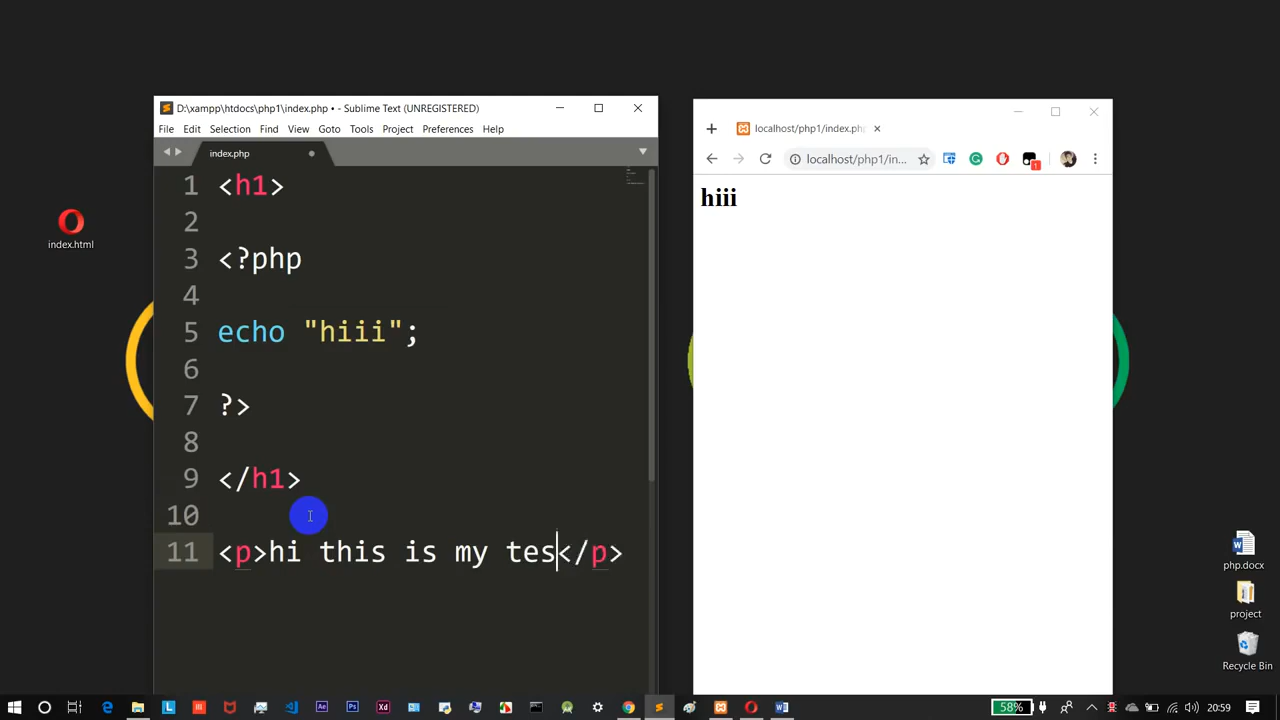 D:\xampp\htdocs\php1\index.php • - Sublime Text (UNREGISTERED)
File Edit Selection Find View Goto Tools Project Preferences Help
index.php
1 <h1>
2
3 <?php
4
5 echo "hiii";
6
7 ?>
8
9 </h1>
10
11 <p>hi this is my tes</p>
localhost/php1/index.ph
localhost/php1/in...
1
hiii
index.html
php.docx
project
Recycle Bin
58%
20:59